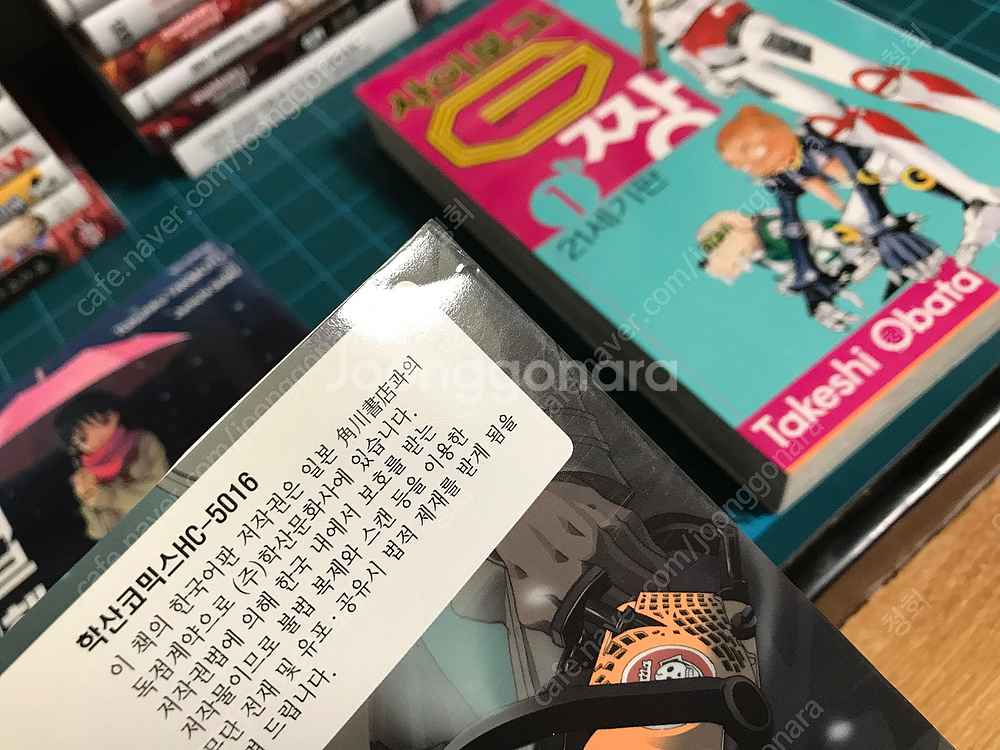 사이보그
G
짱
1
21세기판
Takeshi Obata
학산코믹스HC-5016
이 책의 한국어판 저작권은 일본 角川書店과의
독점계약으로 (주)학산문화사에 있습니다.
저작권법에 의해 한국 내에서 보호를 받는
저작물이므로 불법 복제와 스캔 등을 이용한
무단 전재 및 유포·공유시 법적 제재를 받게 됨을
드립니다.
Joonggonara
cafe.naver.com/joonggonara
청회